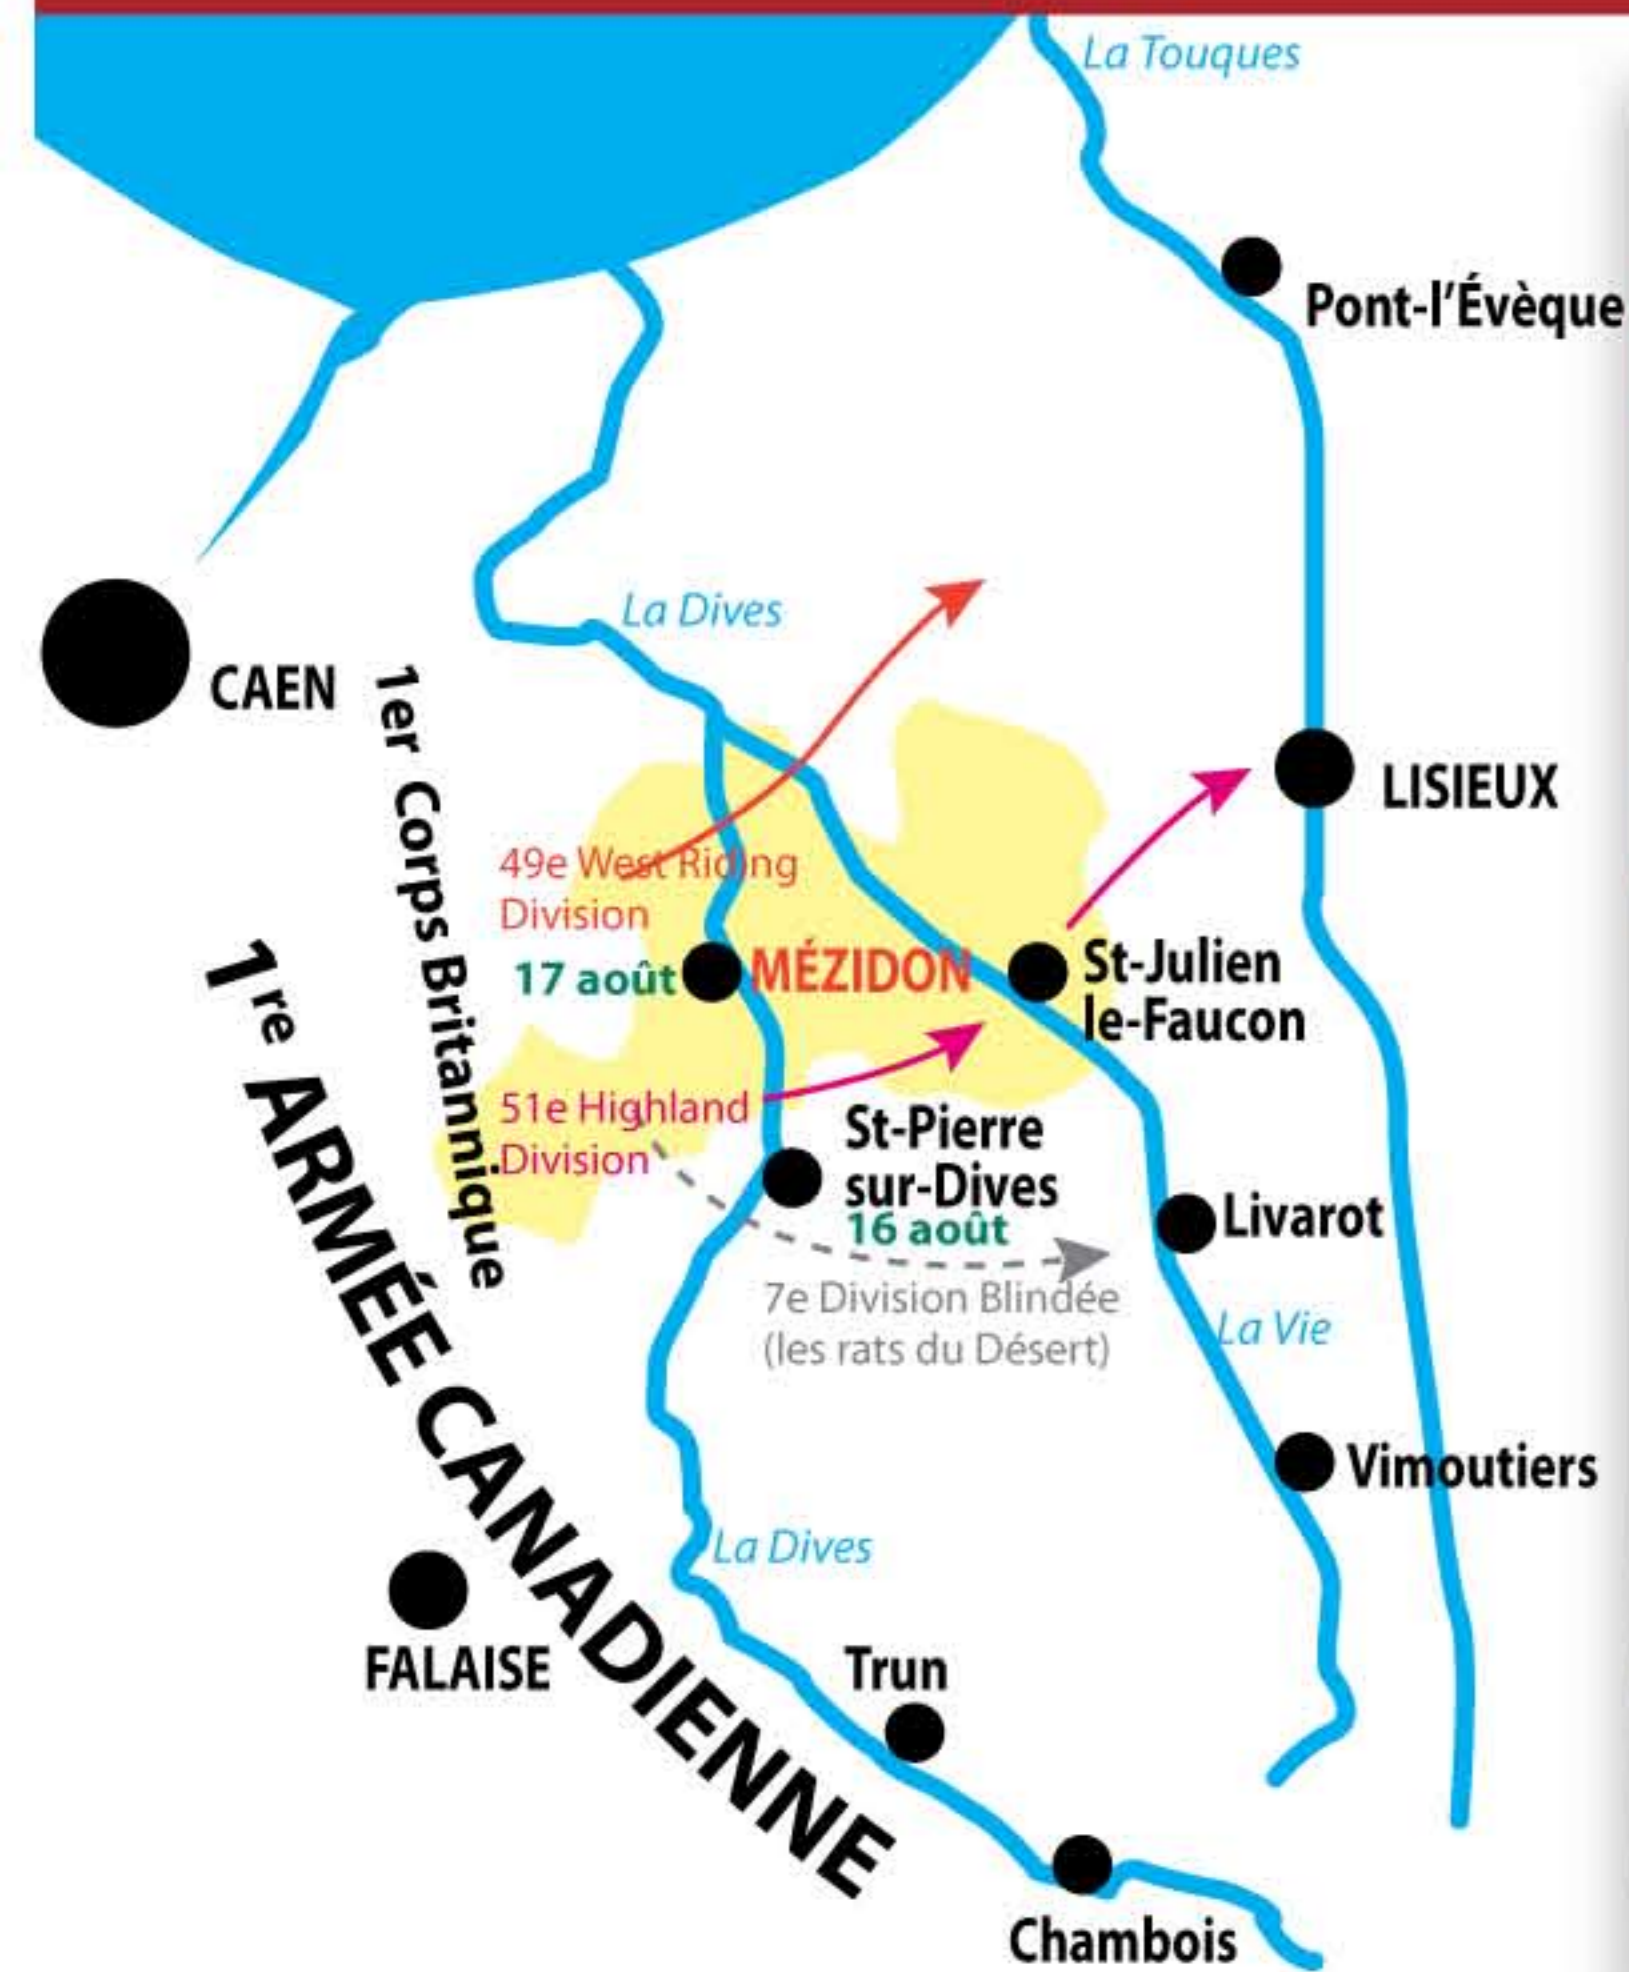 La Touques
Pont-l'Évèque
La Dives
CAEN
1er Corps Britannique
LISIEUX
49e West Riding
Division
17 août
MÉZIDON
St-Julien
le-Faucon
1re ARMÉE CANADIENNE
51e Highland
Division
St-Pierre
sur-Dives
16 août
Livarot
7e Division Blindée
(les rats du Désert)
La Vie
Vimoutiers
La Dives
FALAISE
Trun
Chambois